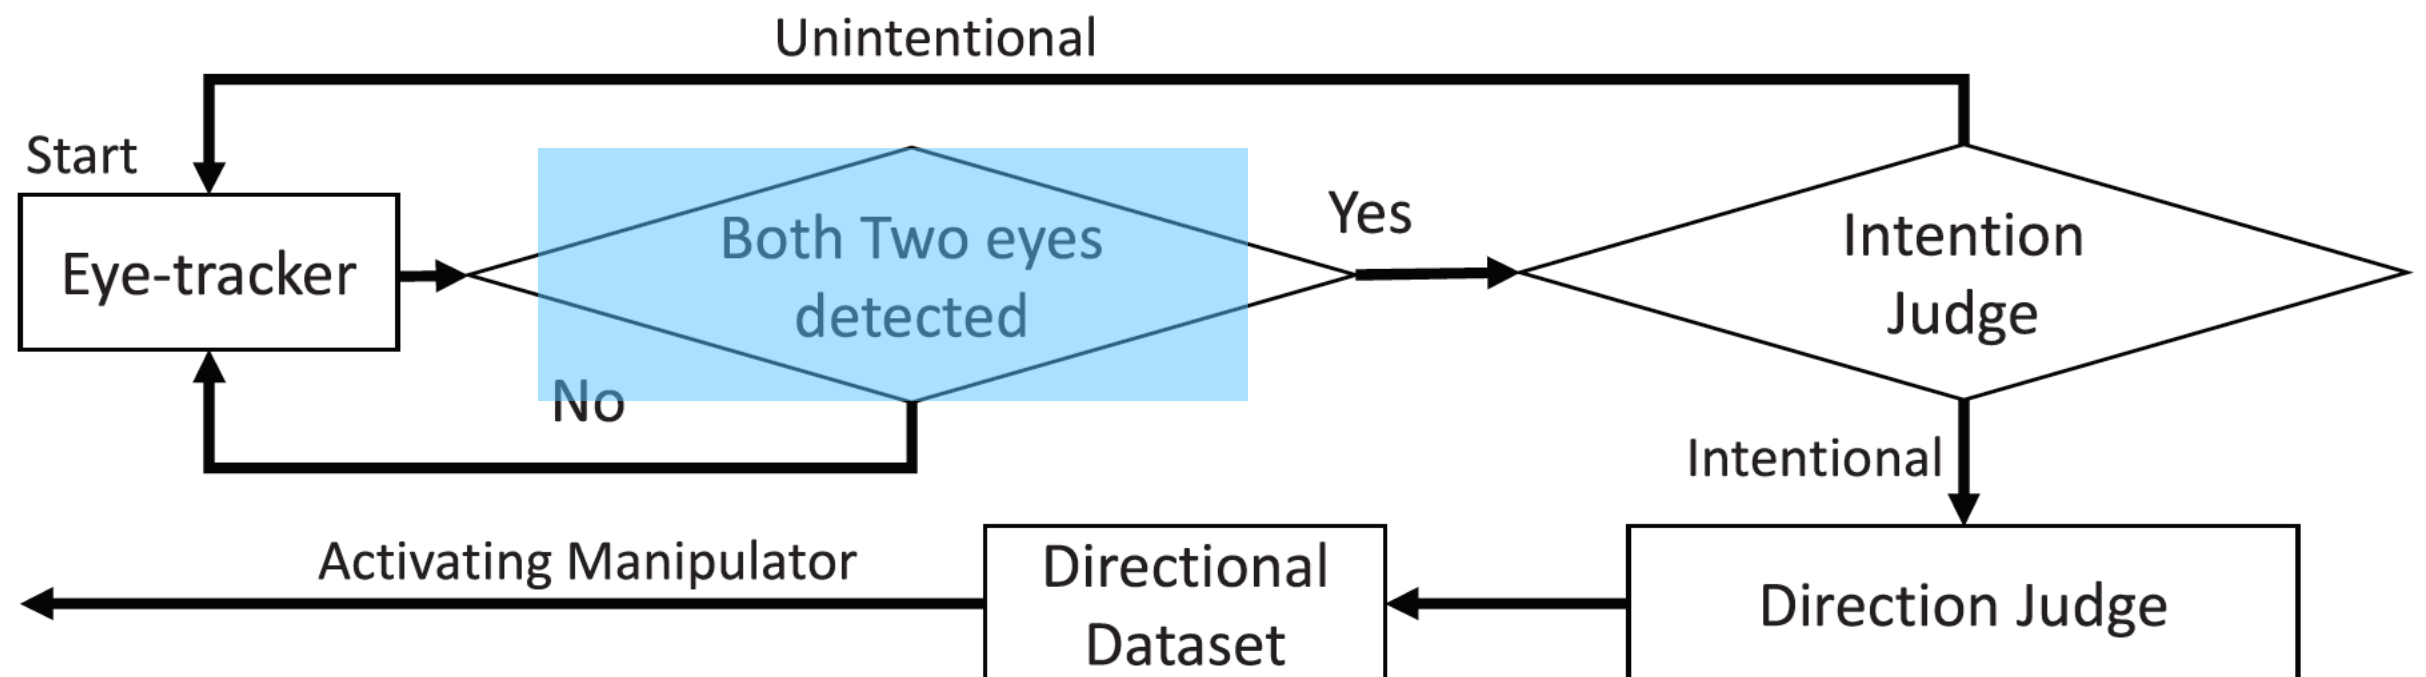 Unintentional
Start
Eye-tracker
Both Two eyes
detected
Yes
Intention
Judge
No
Intentional
Activating Manipulator
Directional
Dataset
Direction Judge